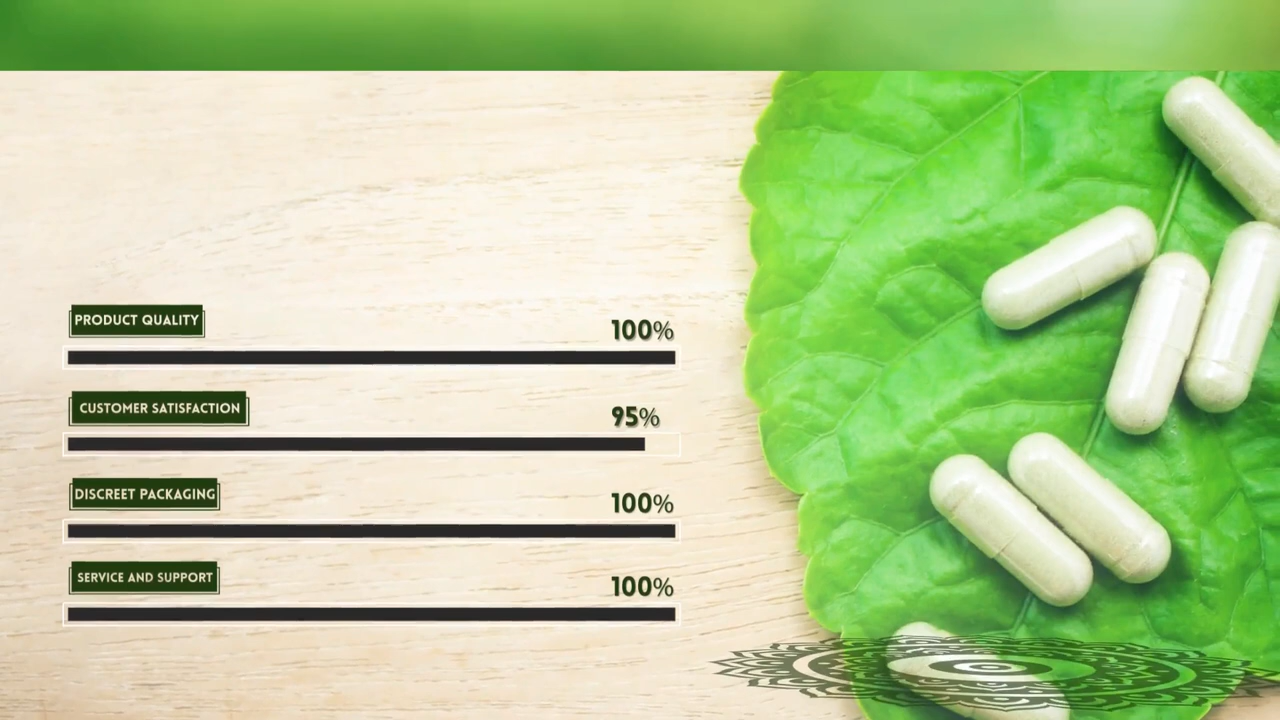 PRODUCT QUALITY
100%
CUSTOMER SATISFACTION
95%
DISCREET PACKAGING
100%
SERVICE AND SUPPORT
100%